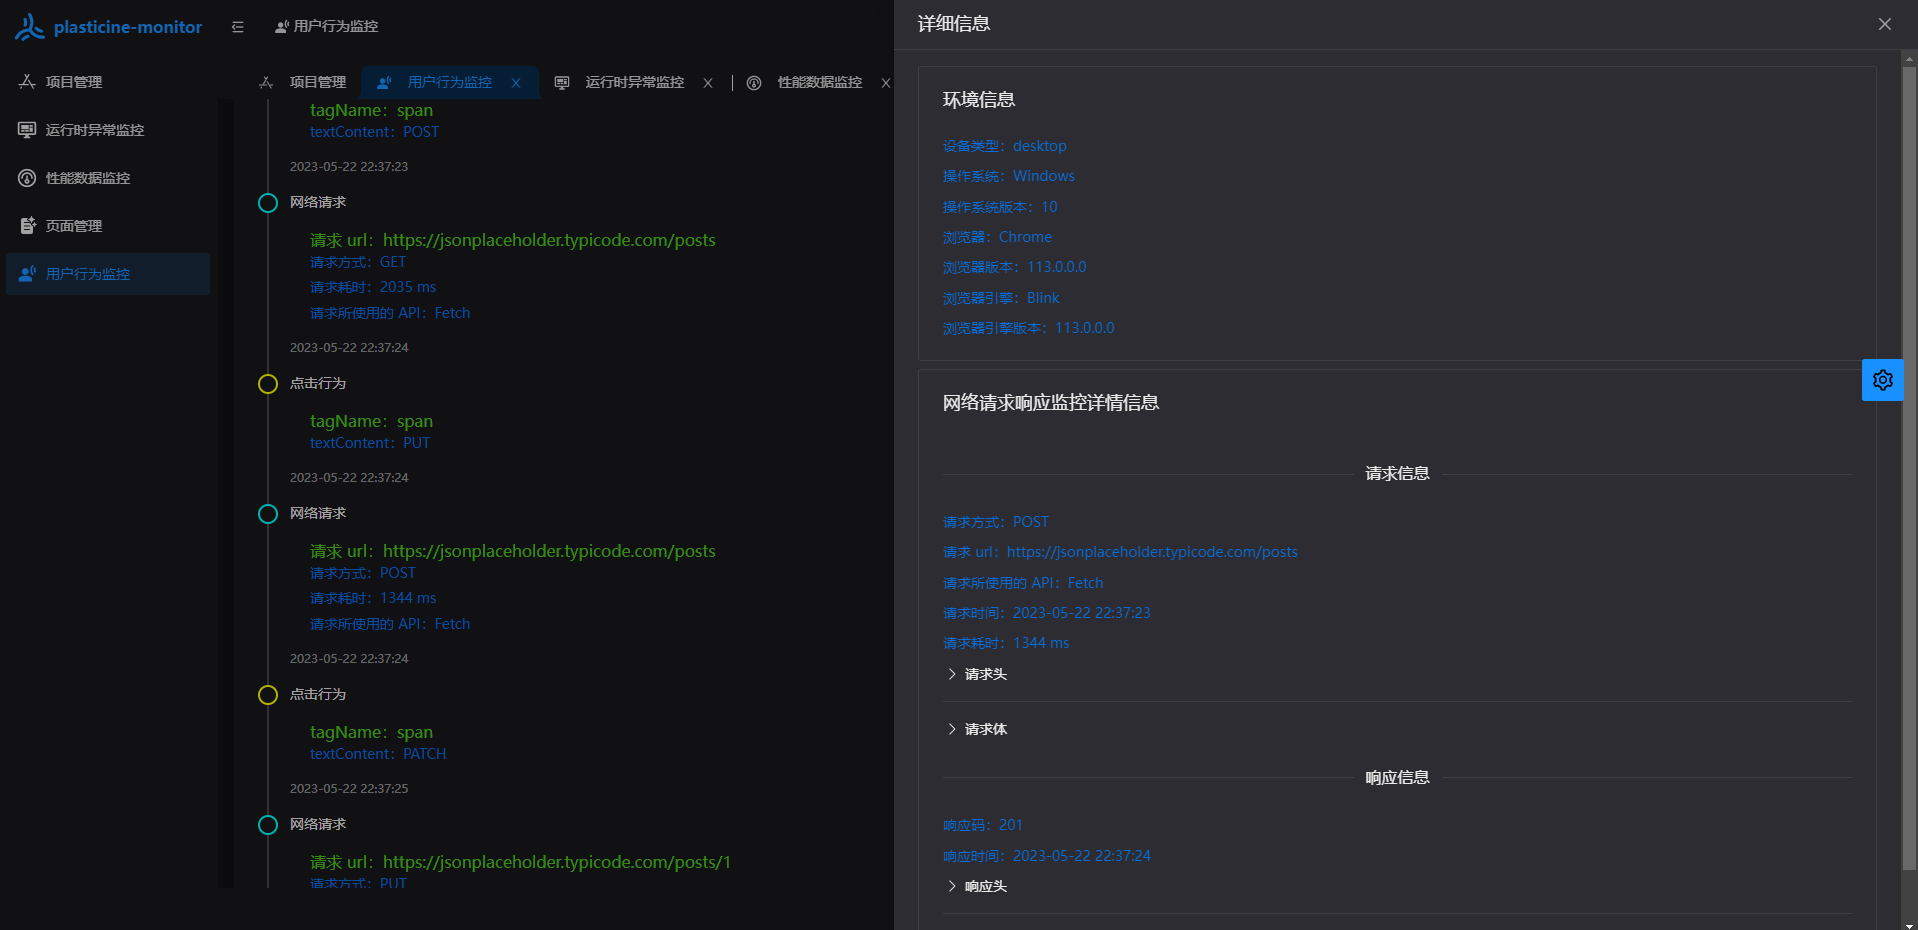 plasticine-monitor
用户行为监控
项目管理
运行时异常监控
性能数据监控
页面管理
用户行为监控
项目管理
用户行为监控
运行时异常监控
性能数据监控
tagName：span
textContent：POST
2023-05-22 22:37:23
网络请求
请求 url：https://jsonplaceholder.typicode.com/posts
请求方式：GET
请求耗时：2035 ms
请求所使用的 API：Fetch
2023-05-22 22:37:24
点击行为
tagName：span
textContent：PUT
2023-05-22 22:37:24
网络请求
请求 url：https://jsonplaceholder.typicode.com/posts
请求方式：POST
请求耗时：1344 ms
请求所使用的 API：Fetch
2023-05-22 22:37:24
点击行为
tagName：span
textContent：PATCH
2023-05-22 22:37:25
网络请求
请求 url：https://jsonplaceholder.typicode.com/posts/1
请求方式：PUT
详细信息
环境信息
设备类型：desktop
操作系统：Windows
操作系统版本：10
浏览器：Chrome
浏览器版本：113.0.0.0
浏览器引擎：Blink
浏览器引擎版本：113.0.0.0
网络请求响应监控详情信息
请求信息
请求方式：POST
请求 url：https://jsonplaceholder.typicode.com/posts
请求所使用的 API：Fetch
请求时间：2023-05-22 22:37:23
请求耗时：1344 ms
请求头
请求体
响应信息
响应码：201
响应时间：2023-05-22 22:37:24
响应头